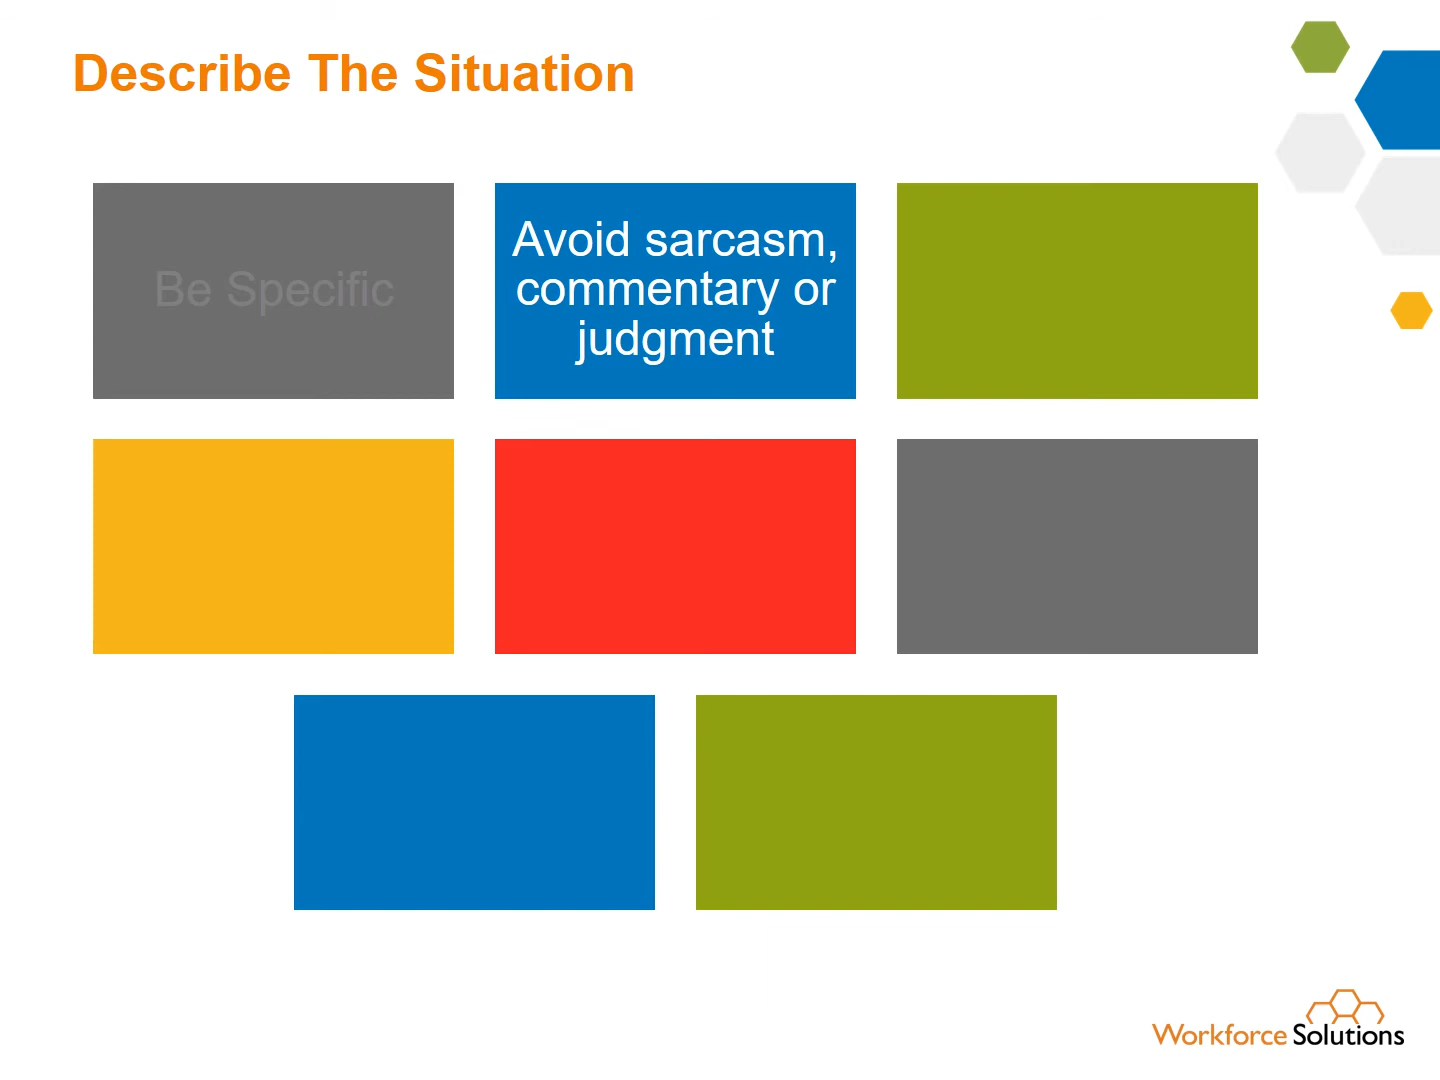 Describe The Situation
Be Specific
Avoid sarcasm,
commentary or
judgment
Workforce Solutions